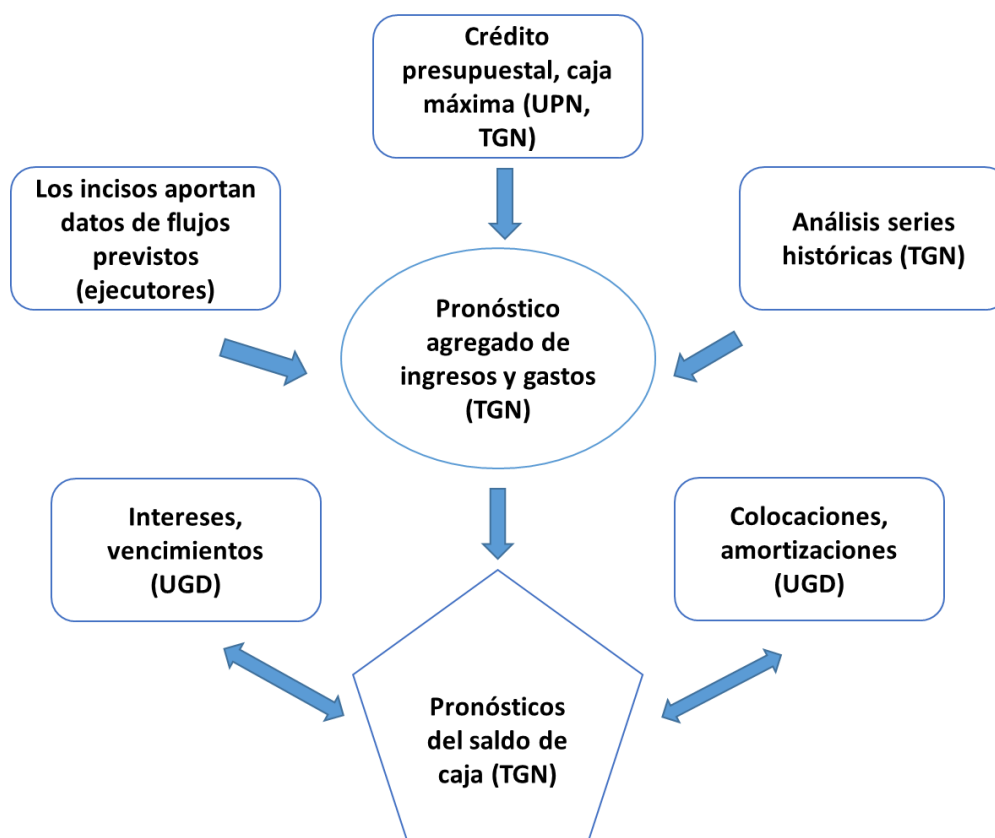 Crédito
presupuestal, caja
máxima (UPN,
TGN)
Los incisos aportan
datos de flujos
previstos
(ejecutores)
Análisis series
históricas (TGN)
Pronóstico
agregado de
ingresos y gastos
(TGN)
Intereses,
vencimientos
(UGD)
Colocaciones,
amortizaciones
(UGD)
Pronósticos
del saldo de
caja (TGN)